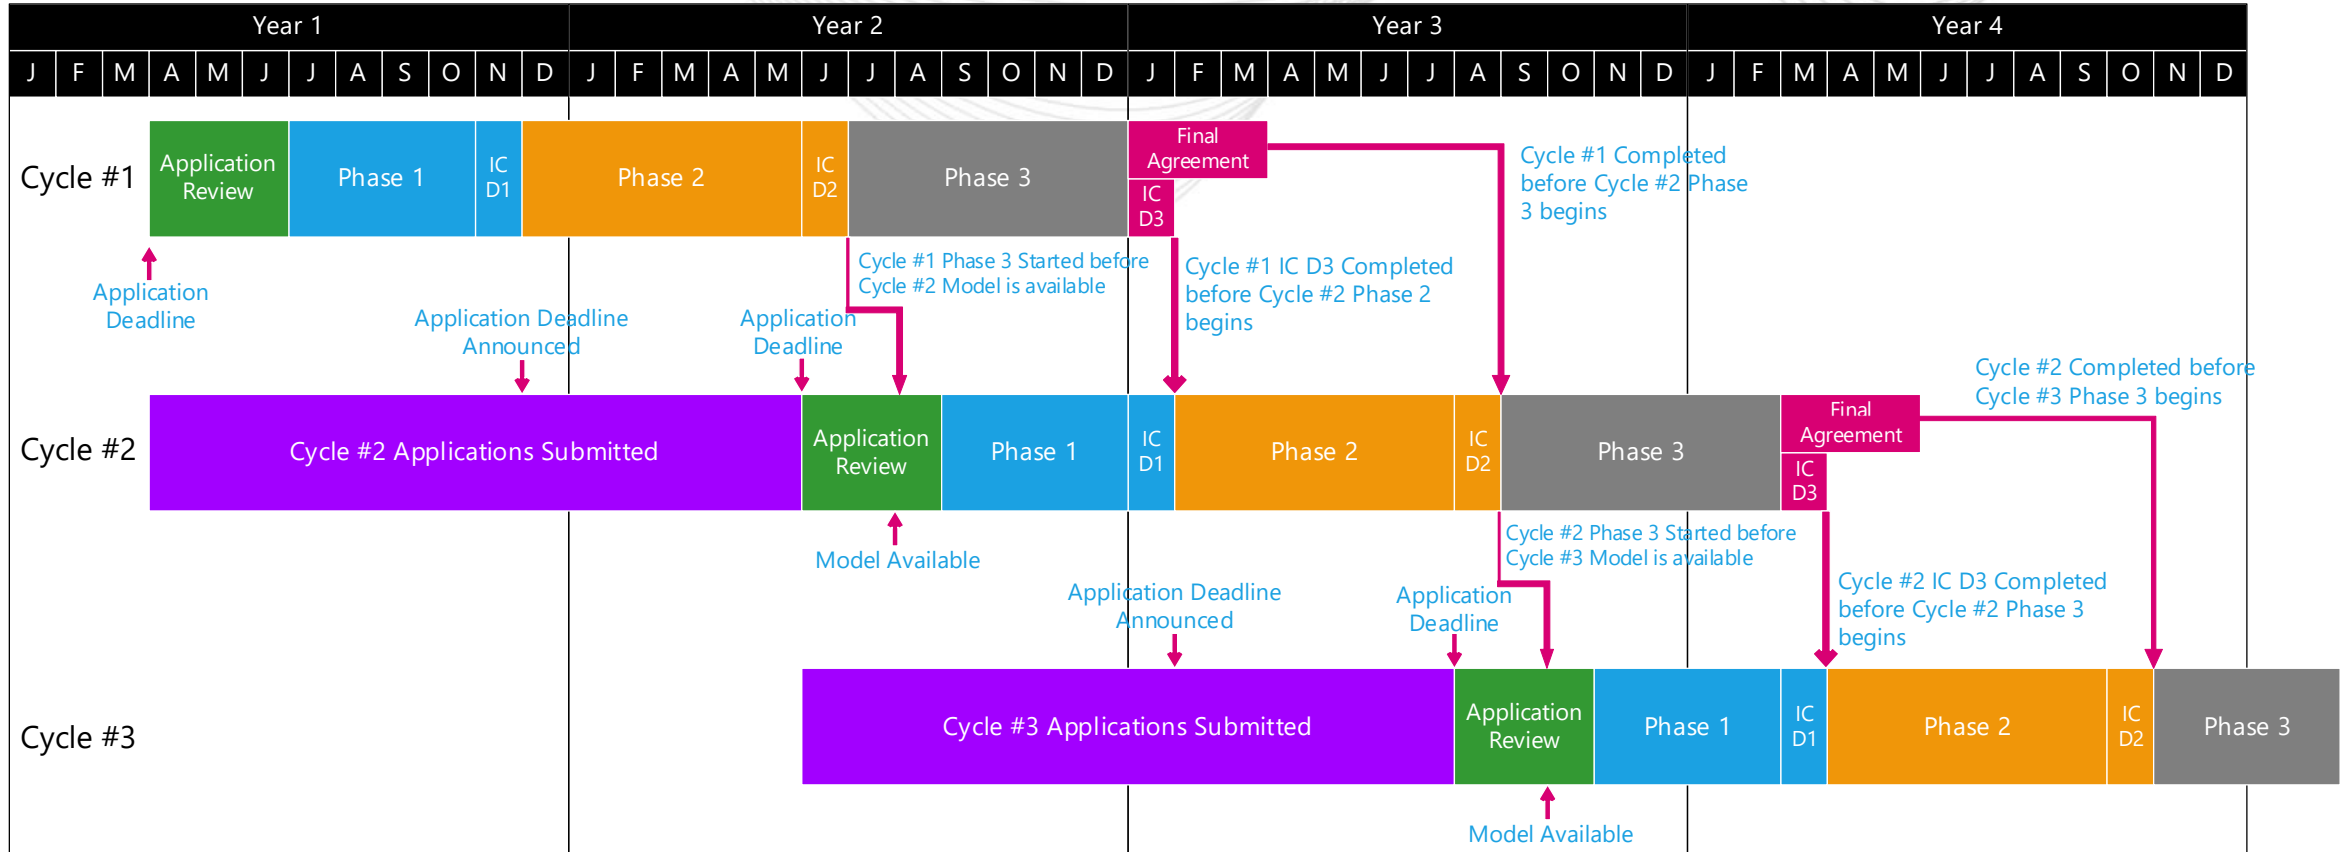 Year 1 Year 2 Year 3 Year 4
J F M A M J J A S O N D J F M A M J J A S O N D J F M A M J J A S O N D J F M A M J J A S O N D
Cycle #1
Application
Review
Phase 1
IC
D1
Phase 2
IC
D2
Phase 3
Final
Agreement
IC
D3
Cycle #1 Completed
before Cycle #2 Phase
3 begins
Application
Deadline
Cycle #1 Phase 3 Started before
Cycle #2 Model is available
Cycle #1 IC D3 Completed
before Cycle #2 Phase 2
begins
Application Deadline
Announced
Application
Deadline
Cycle #2 Completed before
Cycle #3 Phase 3 begins
Cycle #2
Cycle #2 Applications Submitted
Application
Review
Phase 1
IC
D1
Phase 2
IC
D2
Phase 3
Final
Agreement
IC
D3
Model Available
Cycle #2 Phase 3 Started before
Cycle #3 Model is available
Application Deadline
Announced
Application
Deadline
Cycle #2 IC D3 Completed
before Cycle #2 Phase 3
begins
Cycle #3
Cycle #3 Applications Submitted
Application
Review
Phase 1
IC
D1
Phase 2
IC
D2
Phase 3
Model Available